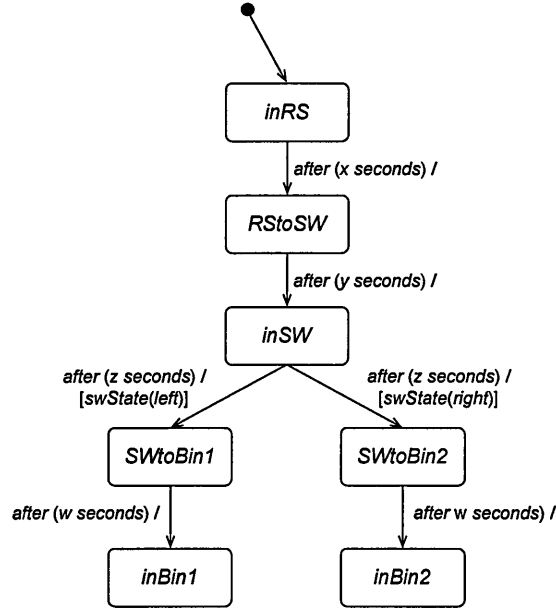 inRS
after (x seconds) /
RStoSW
after (y seconds) /
inSW
after (z seconds) /
[swState(left)]
after (z seconds) /
[swState(right)]
SWtoBin1
SWtoBin2
after (w seconds) /
after w seconds) /
inBin1
inBin2